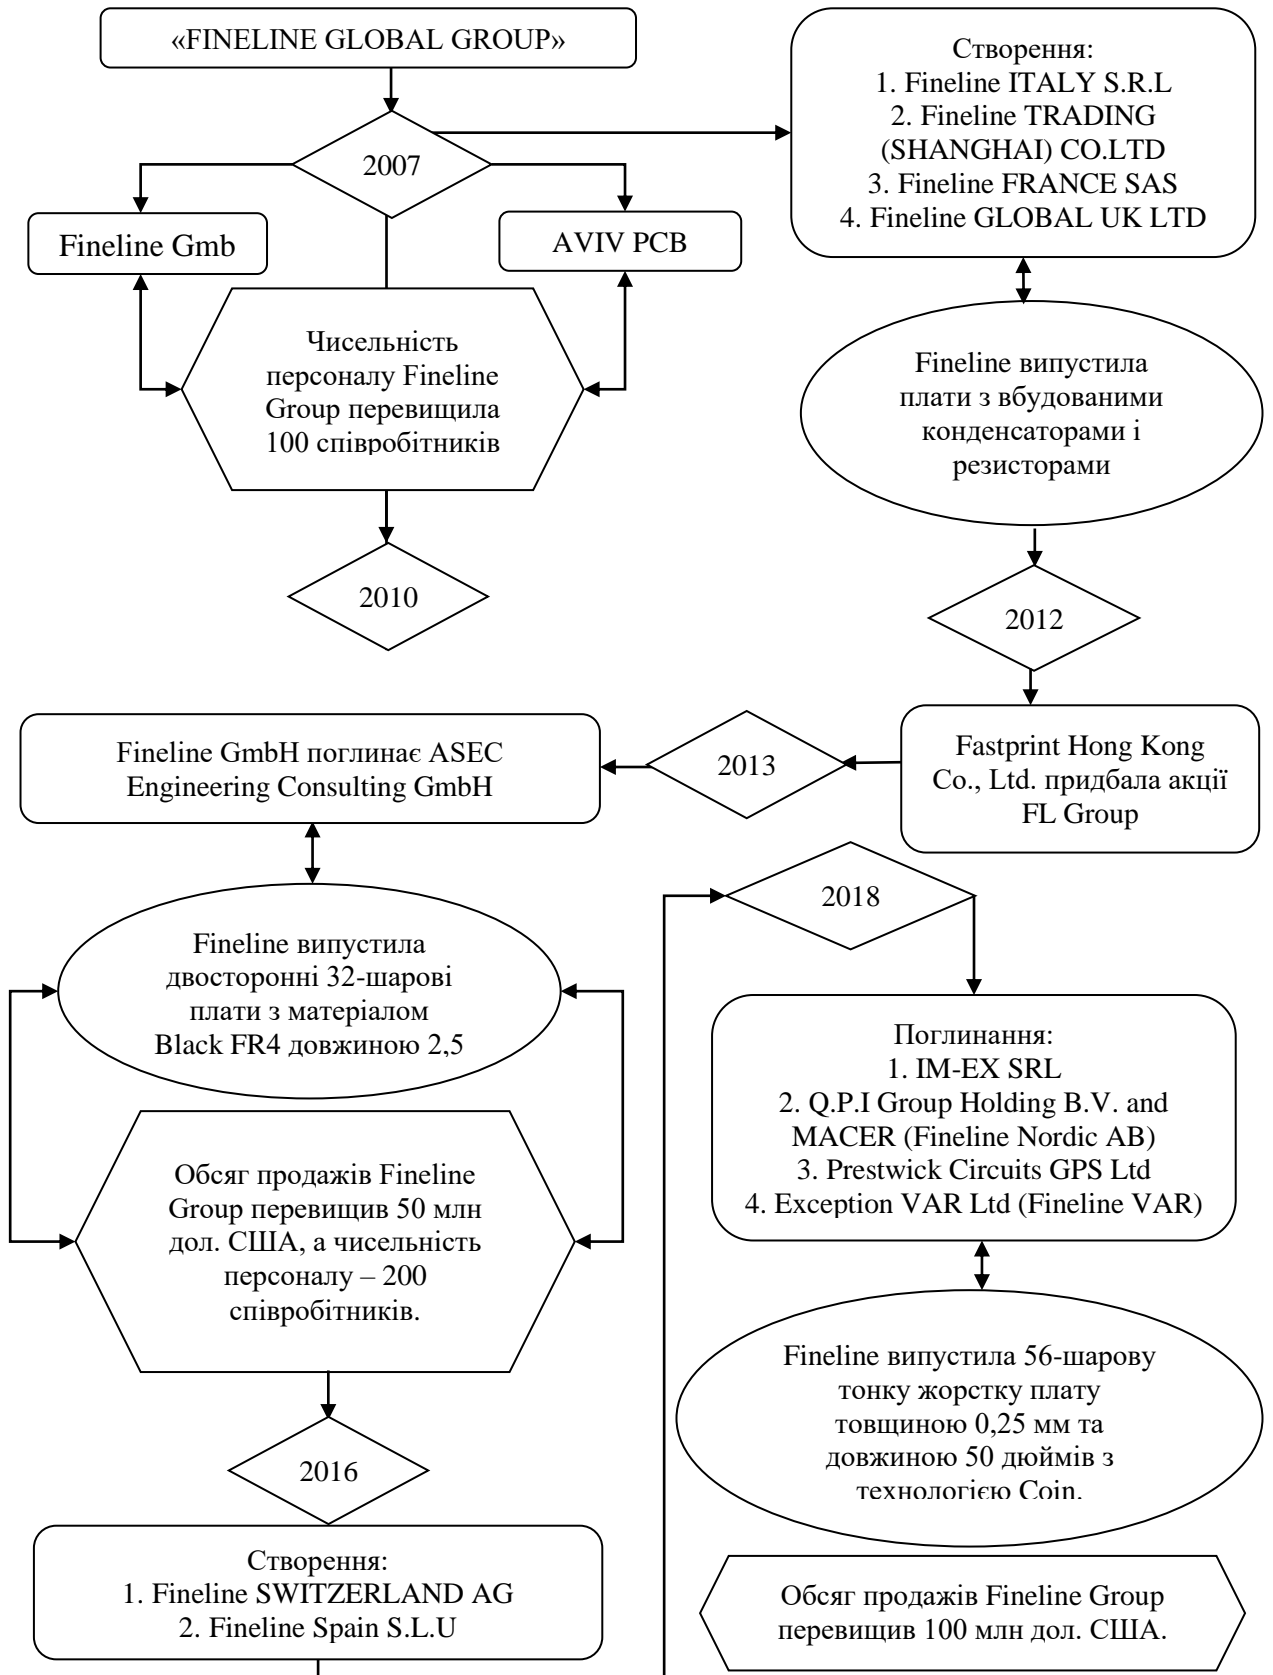 «FINELINE GLOBAL GROUP»
2007
Fineline Gmb
AVIV PCB
Чисельність
персоналу Fineline
Group перевищила
100 співробітників
2010
Створення:
1. Fineline ITALY S.R.L
2. Fineline TRADING
(SHANGHAI) CO.LTD
3. Fineline FRANCE SAS
4. Fineline GLOBAL UK LTD
Fineline випустила
плати з вбудованими
конденсаторами і
резисторами
2012
Fastprint Hong Kong
Co., Ltd. придбала акції
FL Group
2013
Fineline GmbH поглинає ASEC
Engineering Consulting GmbH
Fineline випустила
двосторонні 32-шарові
плати з матеріалом
Black FR4 довжиною 2,5
Обсяг продажів Fineline
Group перевищив 50 млн
дол. США, а чисельність
персоналу – 200
співробітників.
2016
Створення:
1. Fineline SWITZERLAND AG
2. Fineline Spain S.L.U
2018
Поглинання:
1. IM-EX SRL
2. Q.P.I Group Holding B.V. and
MACER (Fineline Nordic AB)
3. Prestwick Circuits GPS Ltd
4. Exception VAR Ltd (Fineline VAR)
Fineline випустила 56-шарову
тонку жорстку плату
товщиною 0,25 мм та
довжиною 50 дюймів з
технологією Coin.
Обсяг продажів Fineline Group
перевищив 100 млн дол. США.